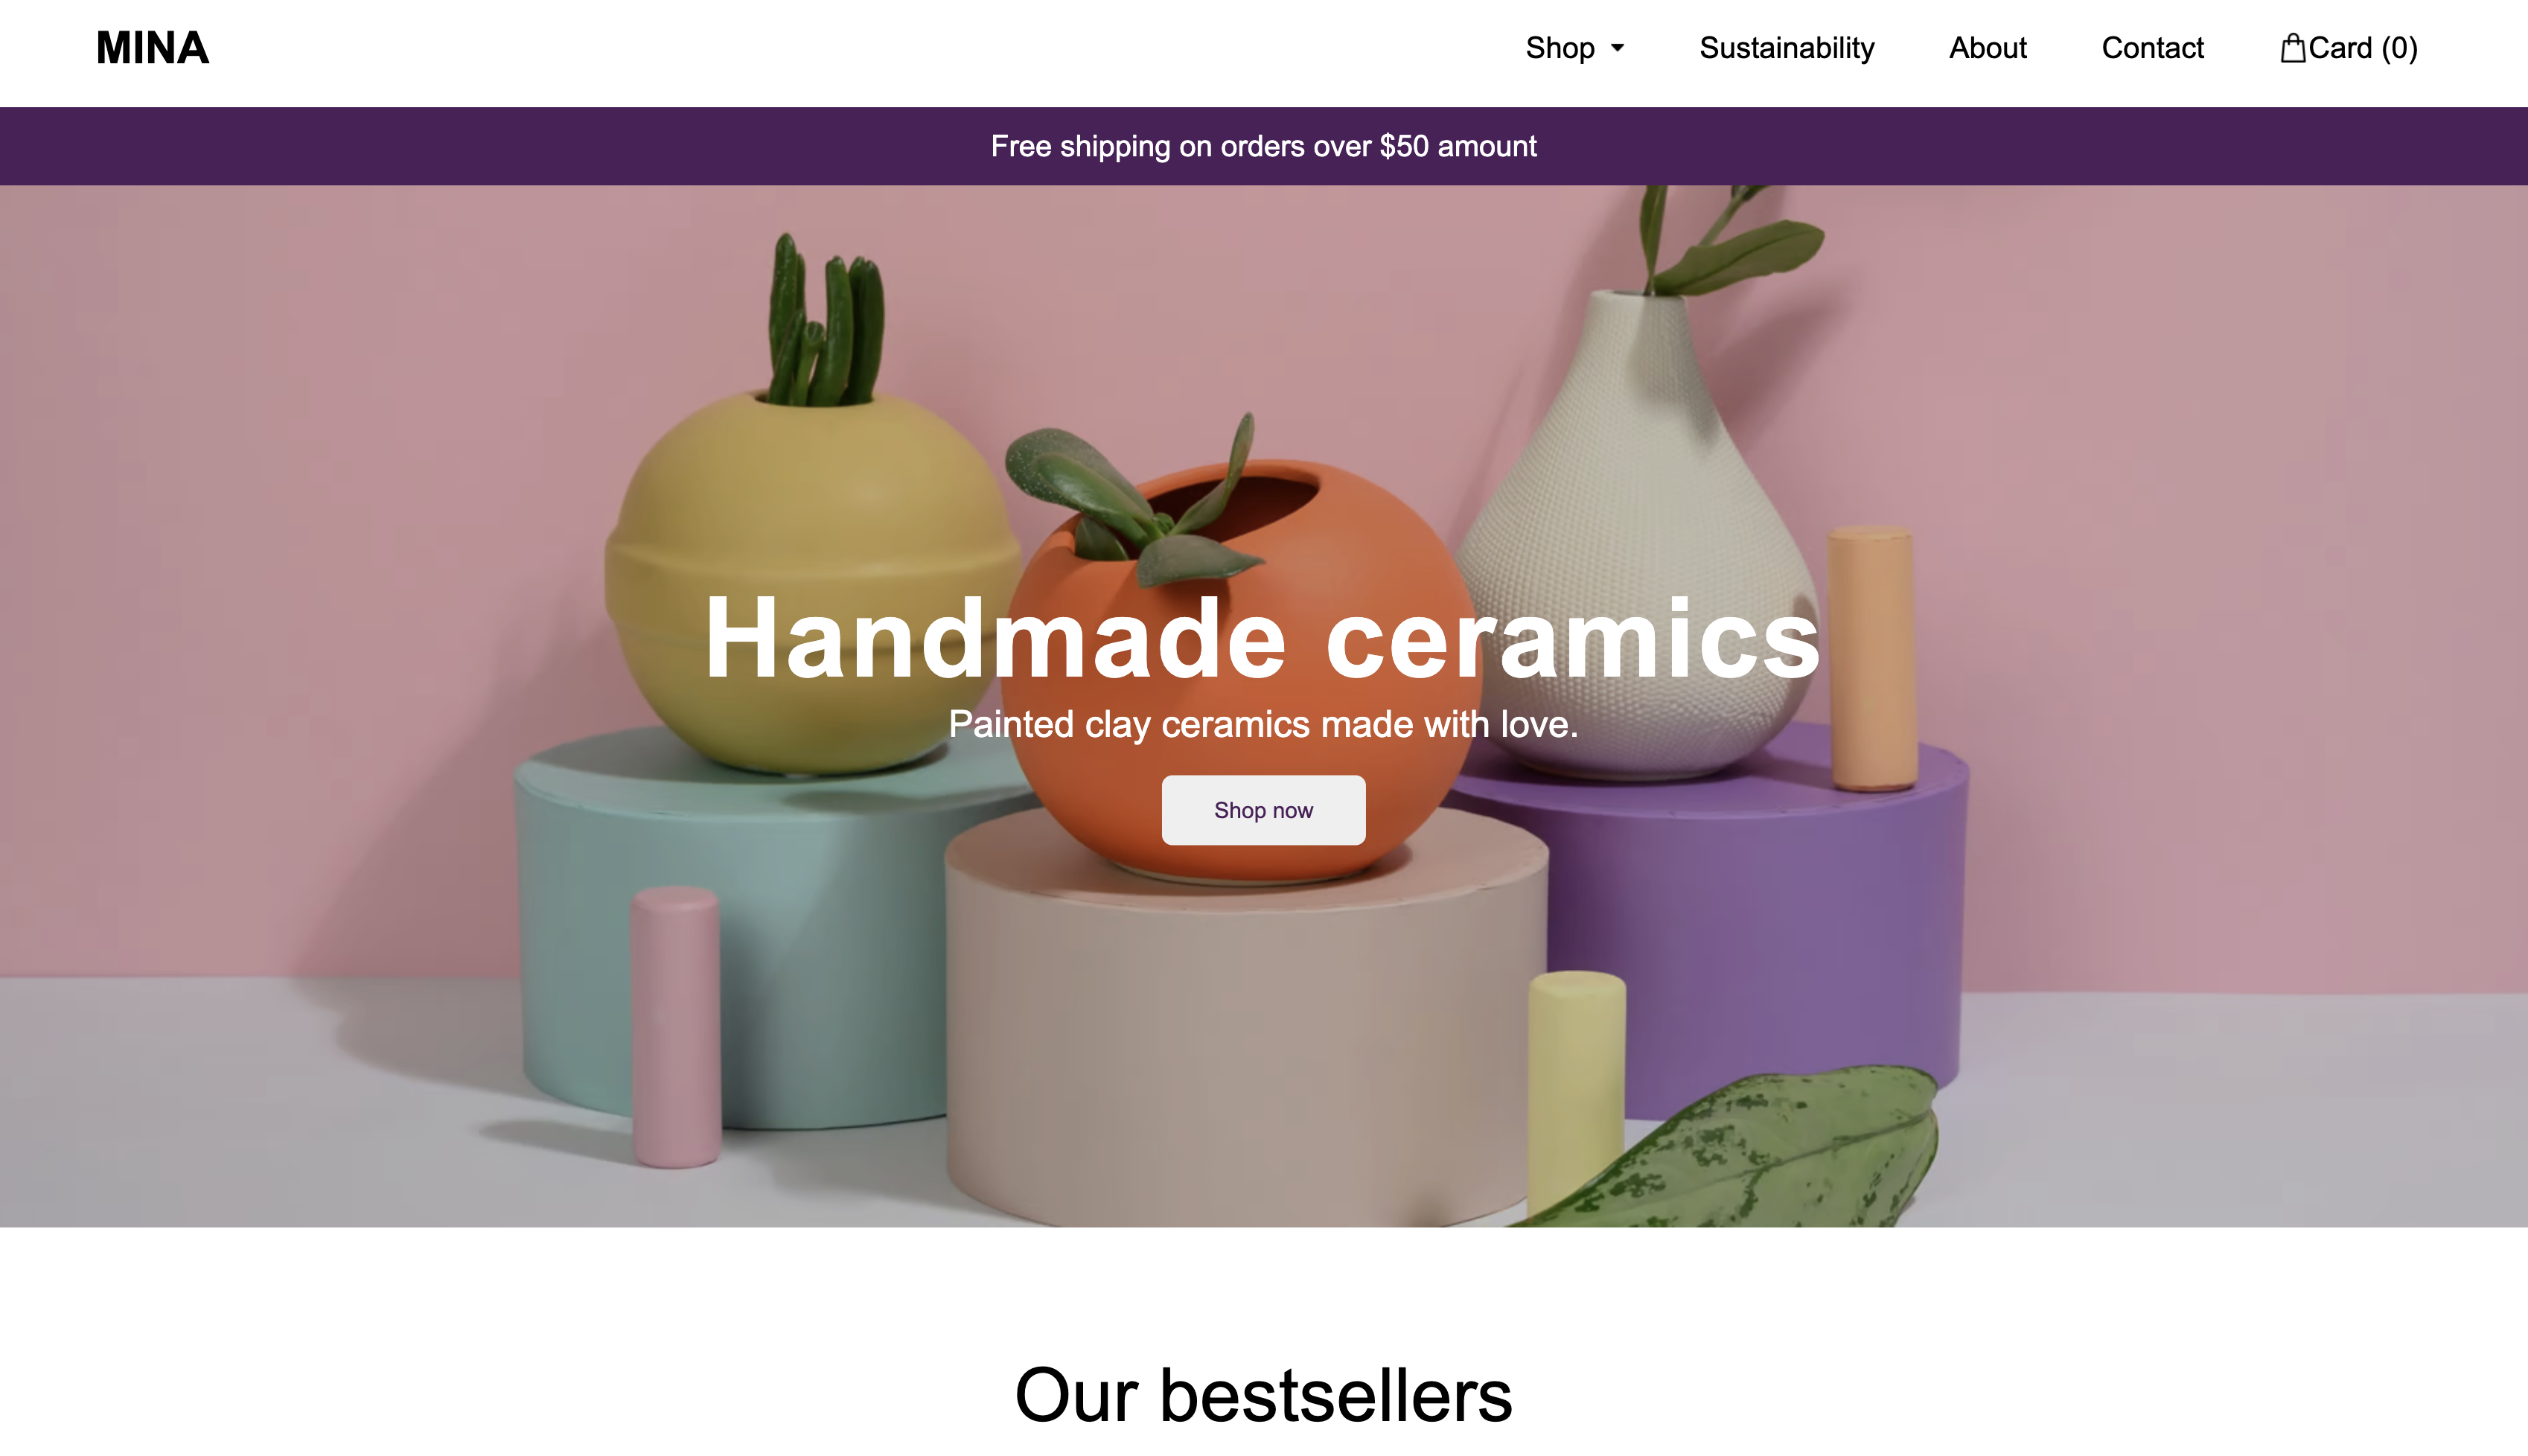 MINA
Shop Sustainability About Contact Card (0)
Free shipping on orders over $50 amount
Handmade ceramics
Painted clay ceramics made with love.
Shop now
Our bestsellers